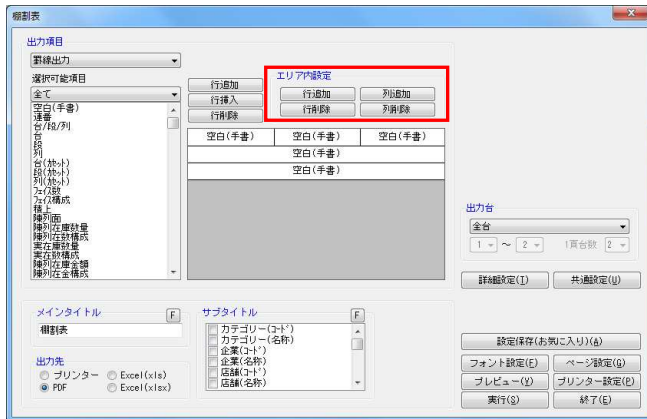 棚割表
出力項目
罫線出力
選択可能項目
全て
空白(手書)
連番
台/段/列
台
段
列
台(ｶｾｯﾄ)
段(ｶｾｯﾄ)
列(ｶｾｯﾄ)
ﾌｪｲｽ数
ﾌｪｲｽ構成
積上
陳列面
陳列在庫数量
陳列在数構成
実在庫数量
実在数構成
陳列在庫金額
陳列在金構成
行追加
行挿入
行削除
エリア内設定
行追加 列追加
行削除 列削除
空白(手書) 空白(手書) 空白(手書)
空白(手書)
空白(手書)
出力台
全台
1 ～ 2 1頁台数 2
詳細設定(I) 共通設定(U)
メインタイトル F
棚割表
サブタイトル F
カテゴリー(ｺｰﾄﾞ)
カテゴリー(名称)
企業(ｺｰﾄﾞ)
企業(名称)
店舗(ｺｰﾄﾞ)
店舗(名称)
出力先
プリンター Excel(xls)
PDF Excel(xlsx)
設定保存(お気に入り)(A)
フォント設定(F) ページ設定(G)
プレビュー(V) プリンター設定(P)
実行(S) 終了(E)